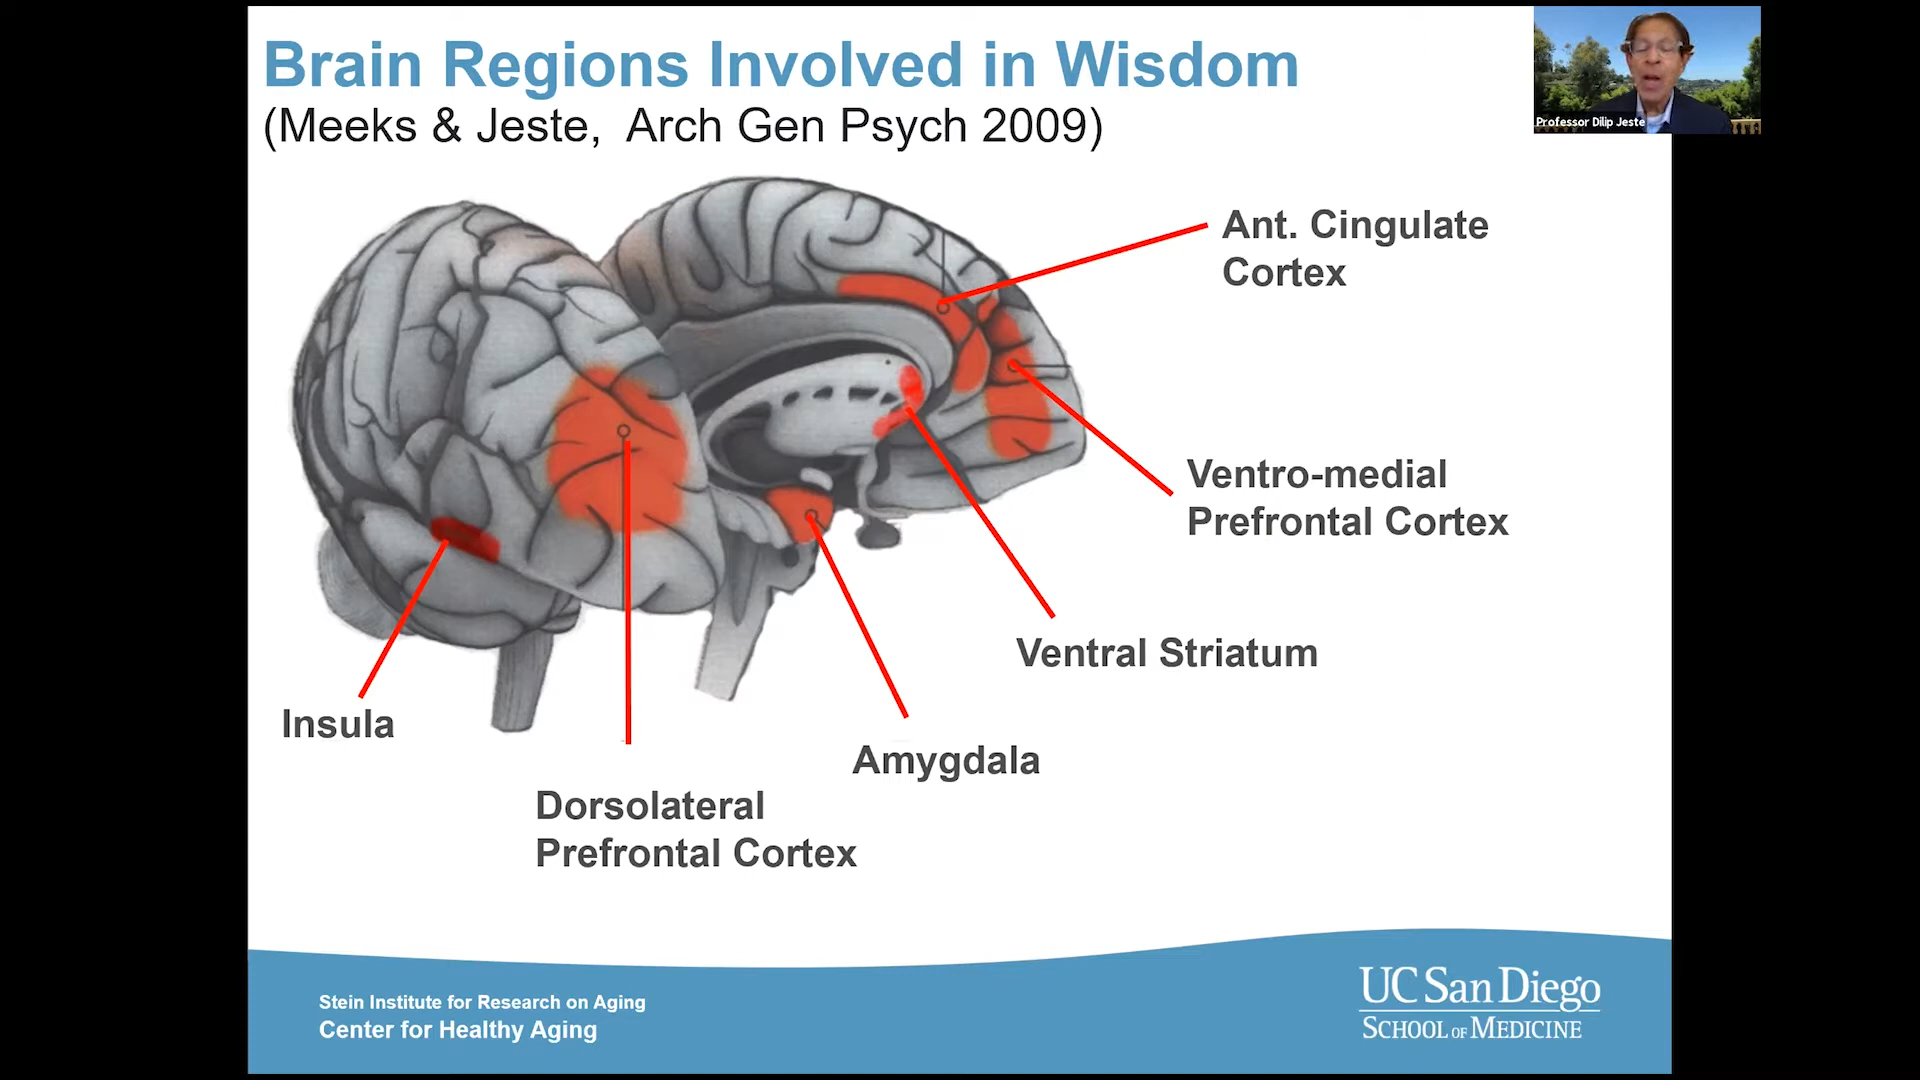 Brain Regions Involved in Wisdom
(Meeks & Jeste, Arch Gen Psych 2009)
Professor Dilip Jeste
Ant. Cingulate
Cortex
Ventro-medial
Prefrontal Cortex
Ventral Striatum
Insula
Amygdala
Dorsolateral
Prefrontal Cortex
Stein Institute for Research on Aging
Center for Healthy Aging
UC San Diego
SCHOOL OF MEDICINE